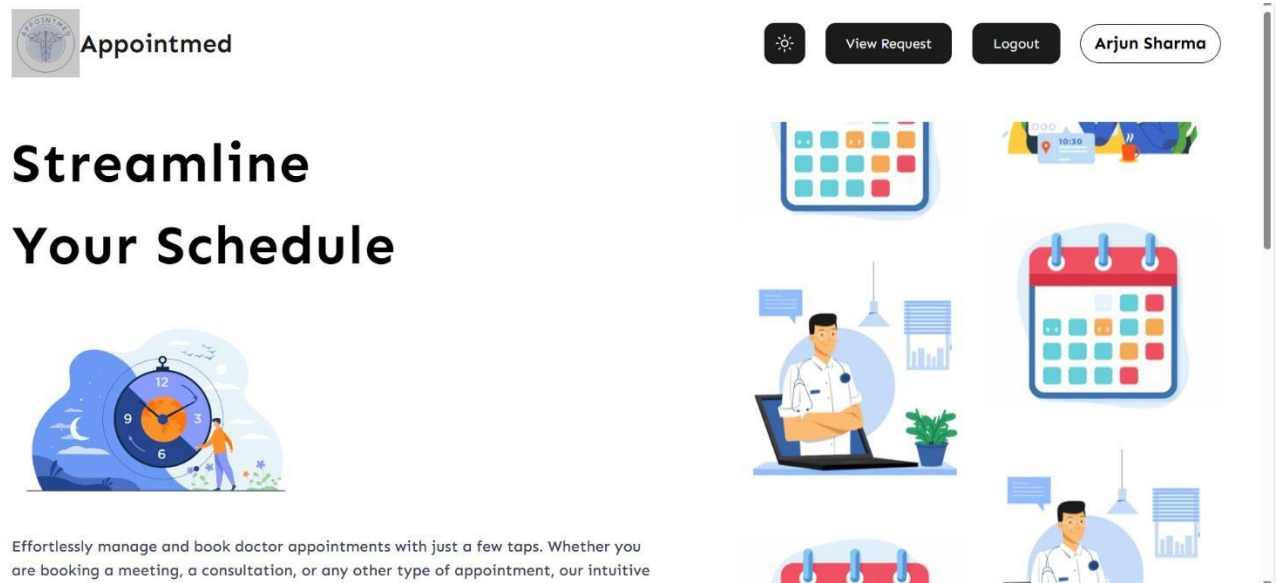 APPOINTMED
Appointmed
View Request
Logout
Arjun Sharma
Streamline
Your Schedule
12
3
6
9
10:30
Effortlessly manage and book doctor appointments with just a few taps. Whether you
are booking a meeting, a consultation, or any other type of appointment, our intuitive